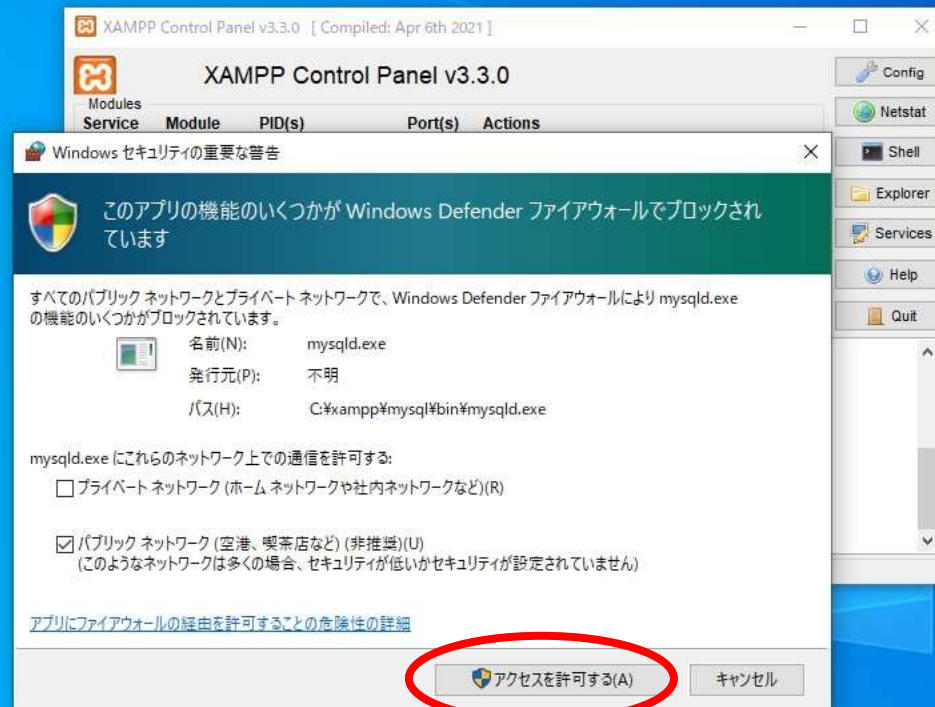 XAMPP Control Panel v3.3.0 [ Compiled: Apr 6th 2021 ]
XAMPP Control Panel v3.3.0
Config
Modules
Service Module PID(s) Port(s) Actions
Netstat
Shell
Explorer
Services
Help
Quit
Windows セキュリティの重要な警告
このアプリの機能のいくつかが Windows Defender ファイアウォールでブロックされ
ています
すべてのパブリック ネットワークとプライベート ネットワークで、Windows Defender ファイアウォールにより mysqld.exe
の機能のいくつかがブロックされています。
名前(N): mysqld.exe
発行元(P): 不明
パス(H): C:¥xampp¥mysql¥bin¥mysqld.exe
mysqld.exe にこれらのネットワーク上での通信を許可する:
プライベート ネットワーク (ホーム ネットワークや社内ネットワークなど)(R)
パブリック ネットワーク (空港、喫茶店など) (非推奨)(U)
(このようなネットワークは多くの場合、セキュリティが低いかセキュリティが設定されていません)
アプリにファイアウォールの経由を許可することの危険性の詳細
アクセスを許可する(A) キャンセル